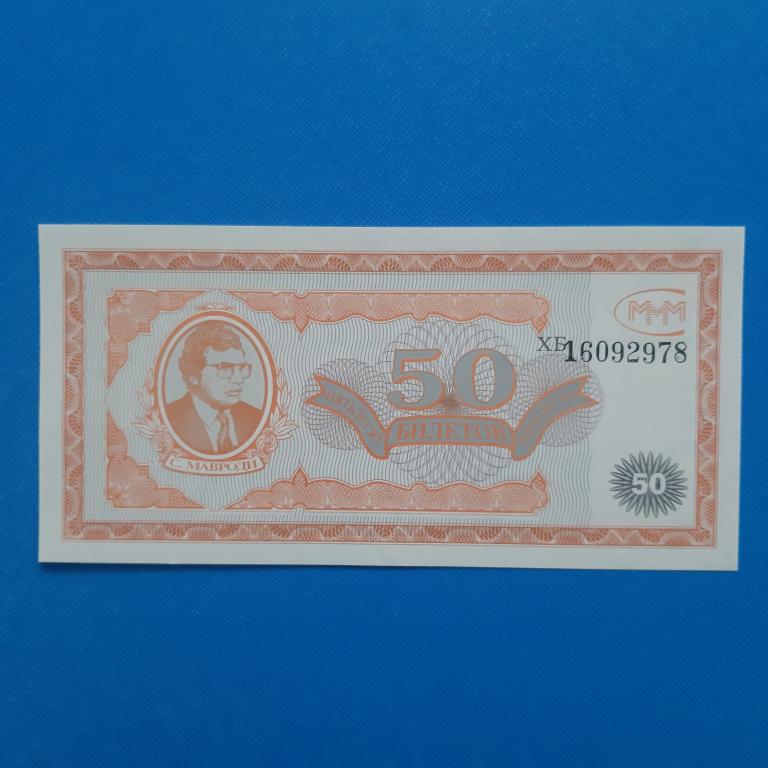 МММ
ХБ 16092978
50
ПЯТЬДЕСЯТ БИЛЕТОВ
С. МАВРОДИ
50